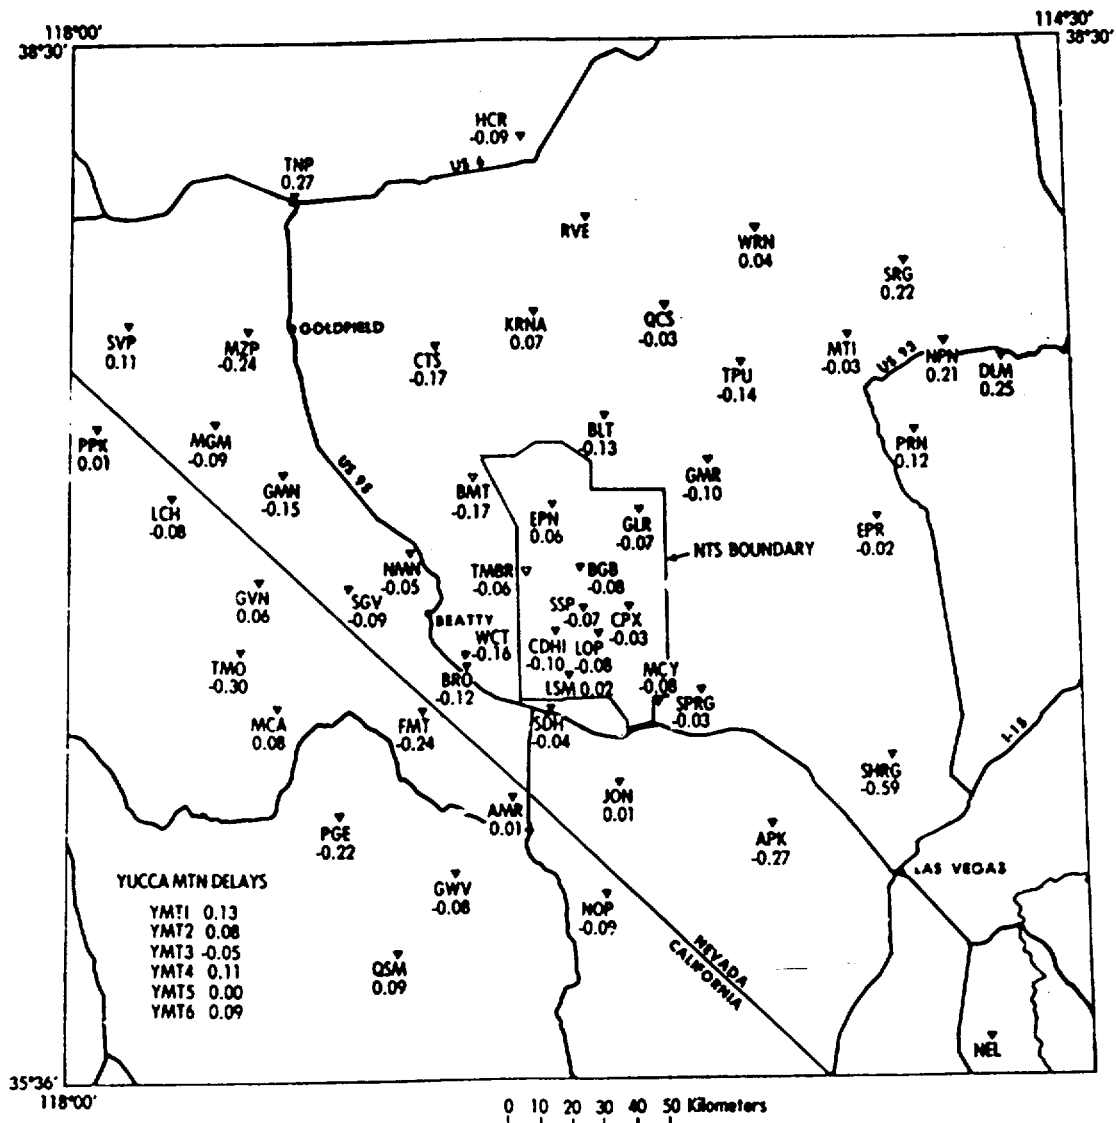 118°00'
114°30'
38°30'
38°30'
HCR
-0.09
US 6
TNP
0.27
RVE
WRN
0.04
SRG
0.22
GOLDFIELD
KRNA
0.07
QCS
-0.03
SVP
0.11
MZP
-0.24
CTS
-0.17
MTI
-0.03
US 93
NPN
0.21
DLM
0.25
TPU
-0.14
PPK
0.01
MGM
-0.09
BLT
-0.13
PRN
0.12
US 95
GMN
-0.15
BMT
-0.17
GMR
-0.10
LCH
-0.08
EPN
0.06
GLR
-0.07
EPR
-0.02
NTS BOUNDARY
NMN
-0.05
TMBR
-0.06
BGB
-0.08
GVN
0.06
SGV
-0.09
BEATTY
SSP
-0.07
CPX
-0.03
WCT
-0.16
CDHI
-0.10
LOP
-0.08
TMO
-0.30
BRO
-0.12
LSM 0.02
MCY
-0.08
SPRG
-0.03
MCA
0.08
FMT
-0.24
SDH
-0.04
I-15
SHRG
-0.59
JON
0.01
AMR
0.01
PGE
-0.22
APK
-0.27
LAS VEGAS
YUCCA MTN DELAYS
YMT1 0.13
YMT2 0.08
YMT3 -0.05
YMT4 0.11
YMT5 0.00
YMT6 0.09
GWV
-0.08
NOP
-0.09
NEVADA
CALIFORNIA
QSM
0.09
NEL
35°36'
118°00'
0 10 20 30 40 50 Kilometers